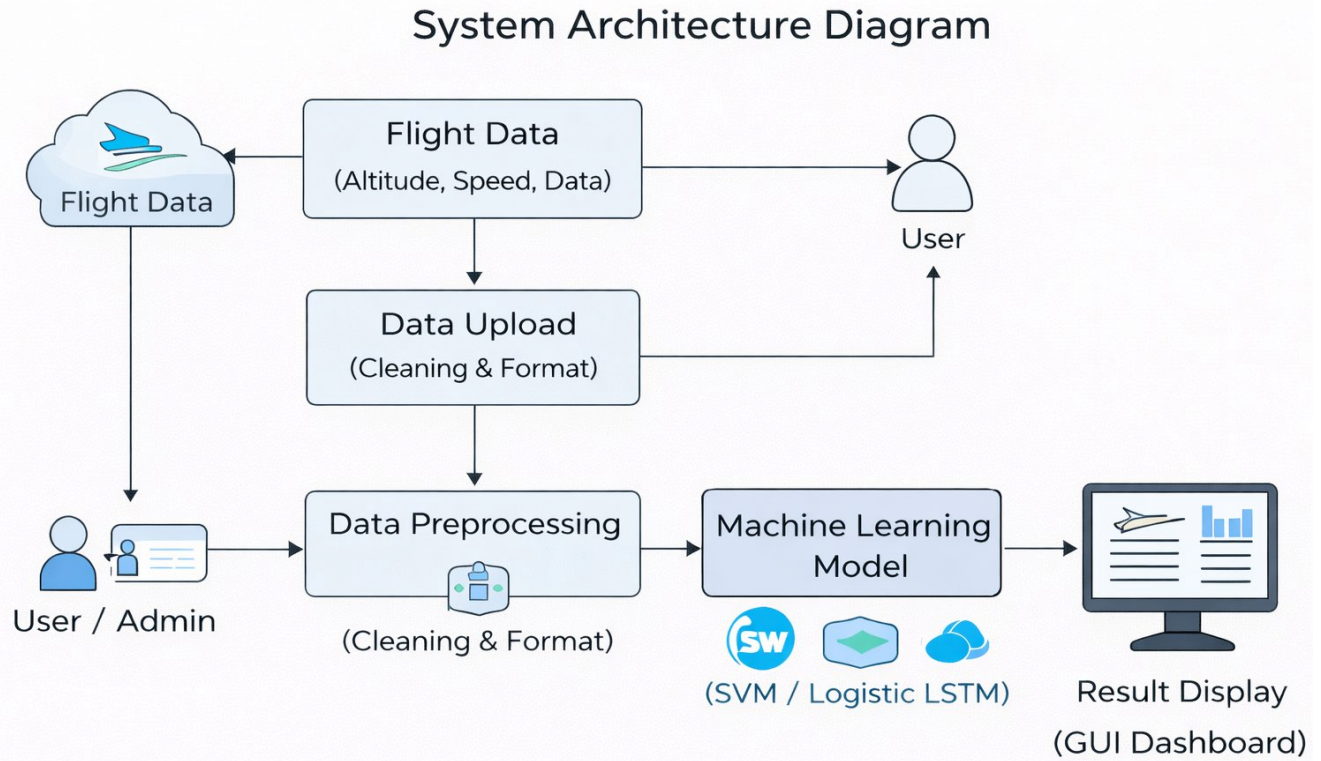 System Architecture Diagram
Flight Data
Flight Data
(Altitude, Speed, Data)
User
Data Upload
(Cleaning & Format)
User / Admin
Data Preprocessing
(Cleaning & Format)
Machine Learning
Model
SW
(SVM / Logistic LSTM)
Result Display
(GUI Dashboard)